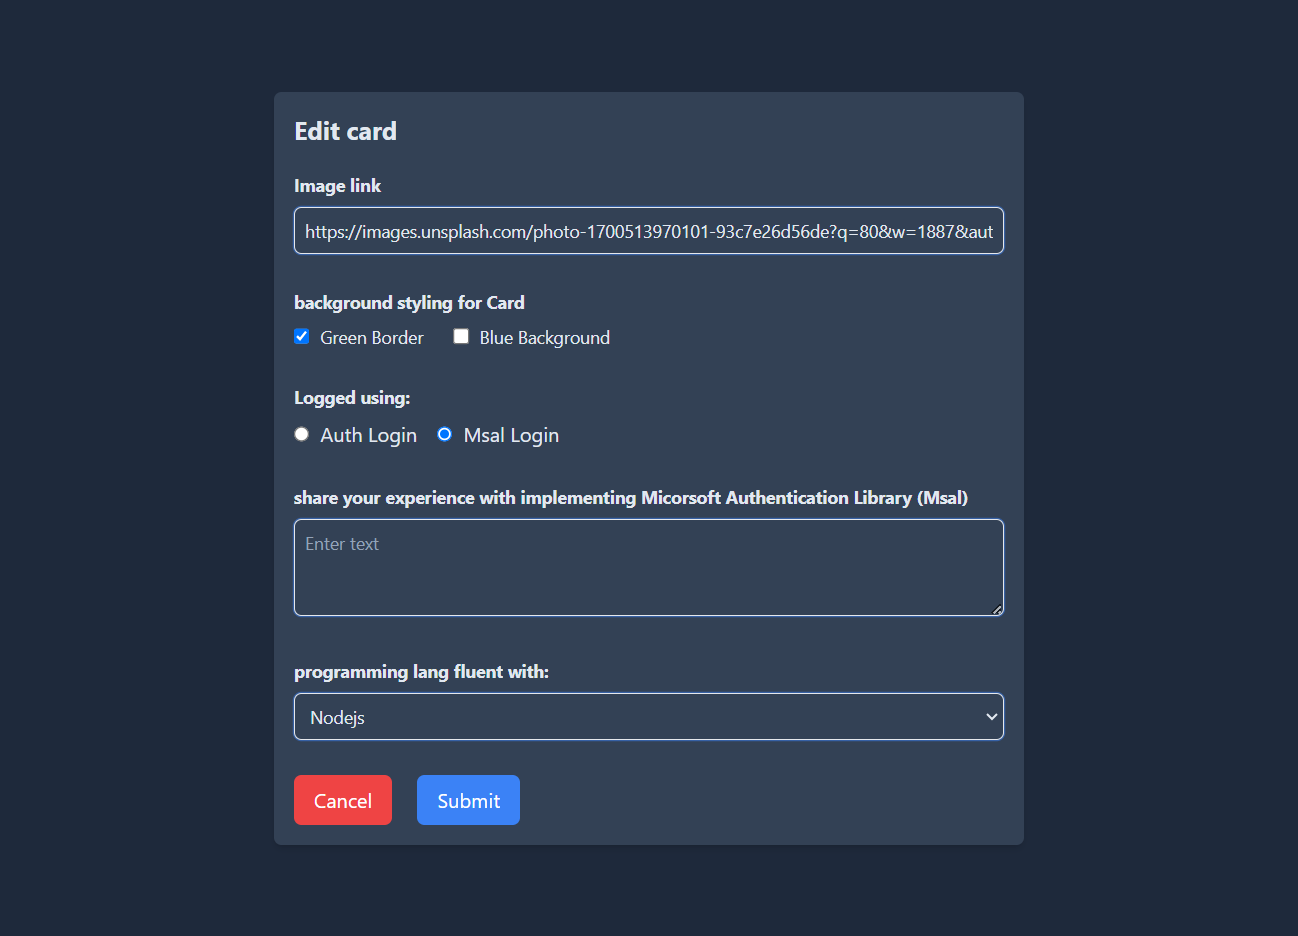 Edit card
Image link
https://images.unsplash.com/photo-1700513970101-93c7e26d56de?q=80&w=1887&aut
background styling for Card
Green Border Blue Background
Logged using:
Auth Login Msal Login
share your experience with implementing Micorsoft Authentication Library (Msal)
Enter text
programming lang fluent with:
Nodejs
Cancel Submit